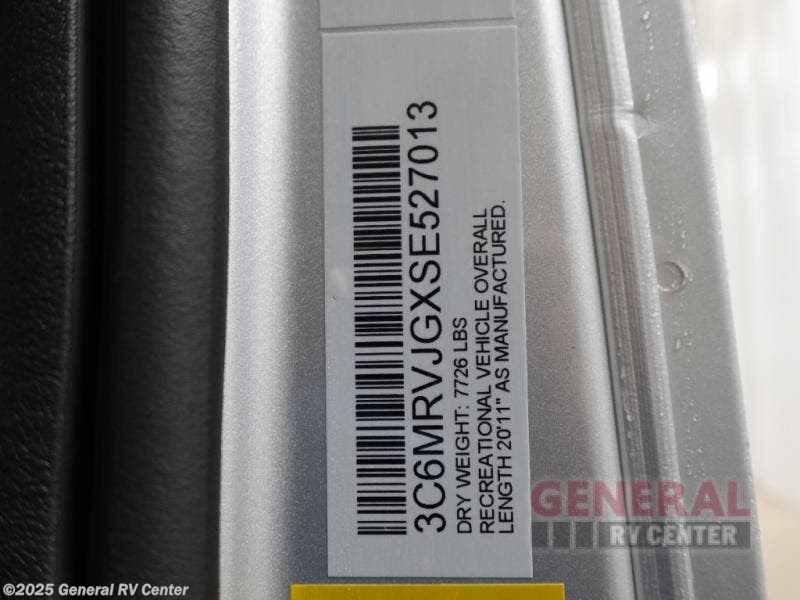 3C6MRVJGXSE527013
DRY WEIGHT: 7726 LBS
RECREATIONAL VEHICLE OVERALL
LENGTH 20'11" AS MANUFACTURED.
GENERAL
RV CENTER
©2025 General RV Center